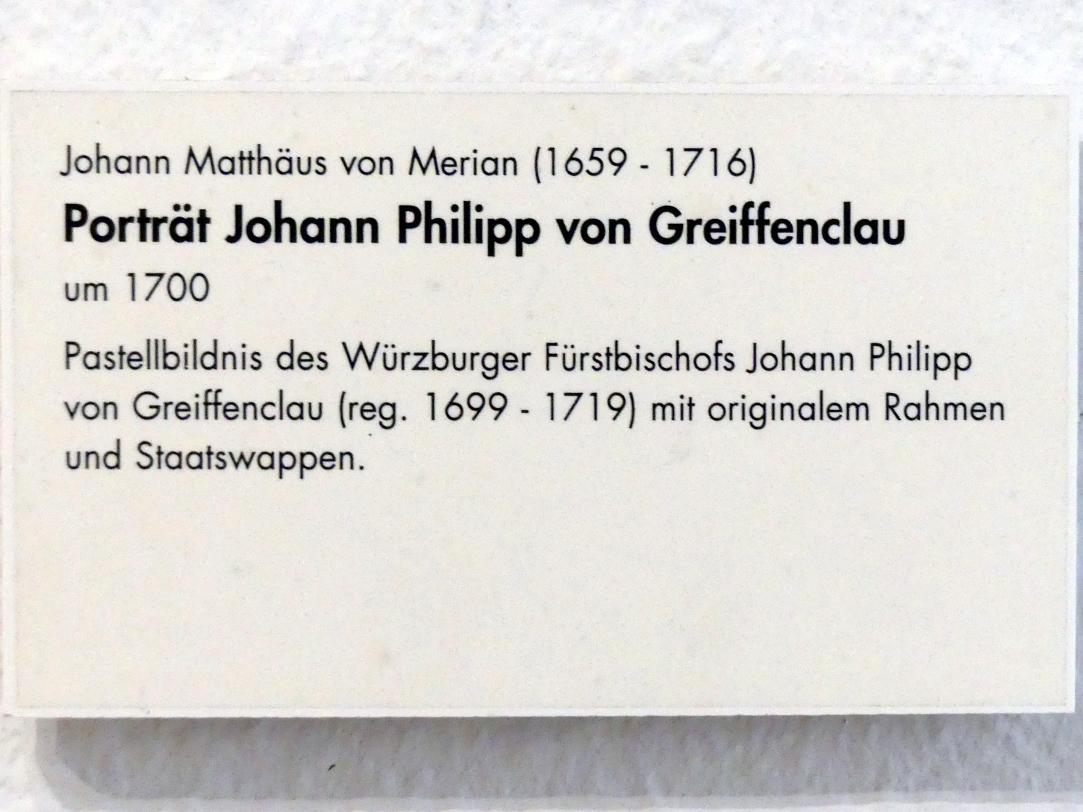 Johann Matthäus von Merian (1659 - 1716)
Porträt Johann Philipp von Greiffenclau
um 1700
Pastellbildnis des Würzburger Fürstbischofs Johann Philipp
von Greiffenclau (reg. 1699 - 1719) mit originalem Rahmen
und Staatswappen.